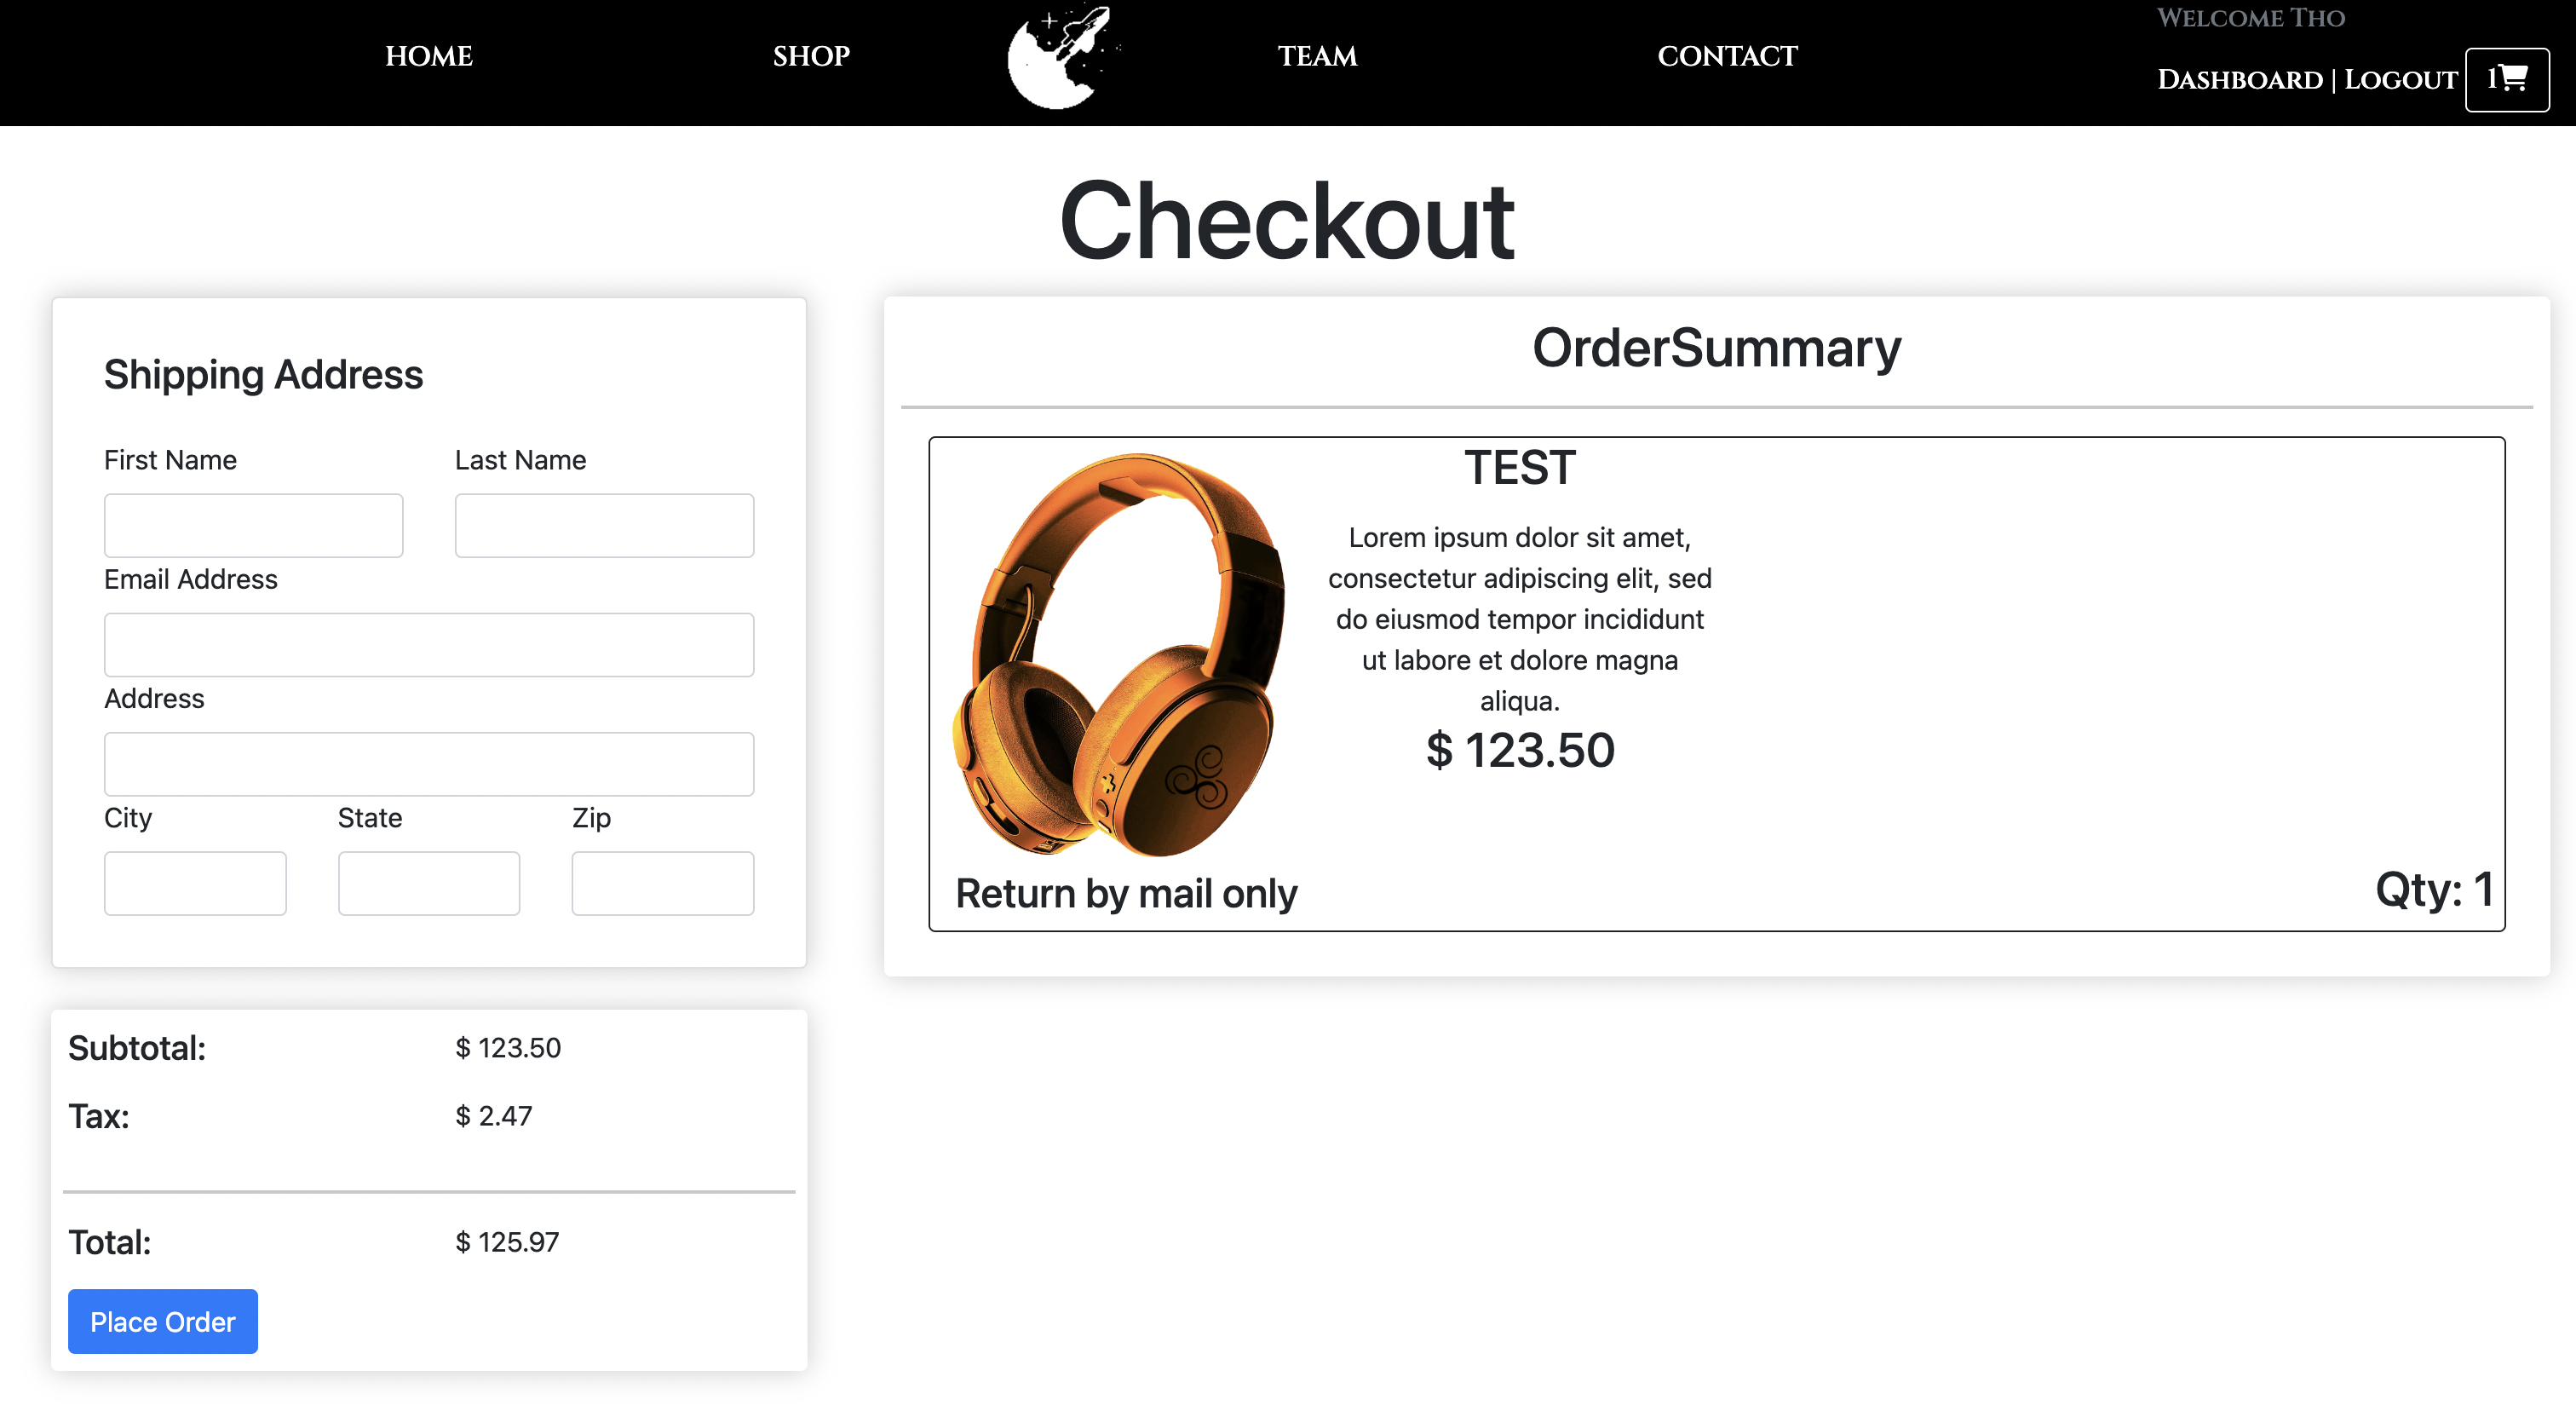 HOME
SHOP
TEAM
CONTACT
Welcome Tho
Dashboard | Logout 1
Checkout
Shipping Address
First Name
Last Name
Email Address
Address
City
State
Zip
Subtotal: $ 123.50
Tax: $ 2.47
Total: $ 125.97
Place Order
OrderSummary
TEST
Lorem ipsum dolor sit amet,
consectetur adipiscing elit, sed
do eiusmod tempor incididunt
ut labore et dolore magna
aliqua.
$ 123.50
Return by mail only
Qty: 1